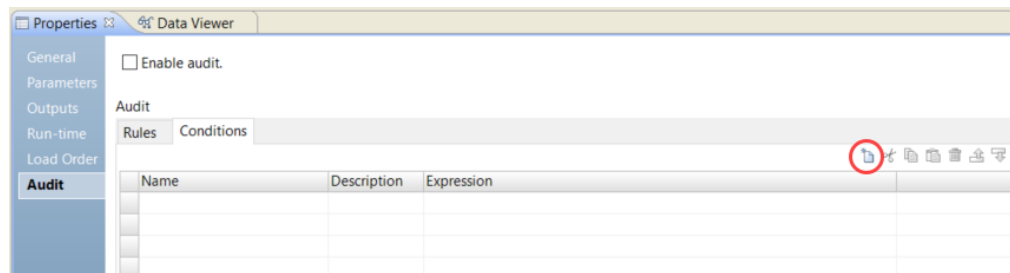 Properties Data Viewer
General
Enable audit.
Parameters
Outputs
Audit
Run-time
Rules Conditions
Load Order
Audit
Name Description Expression